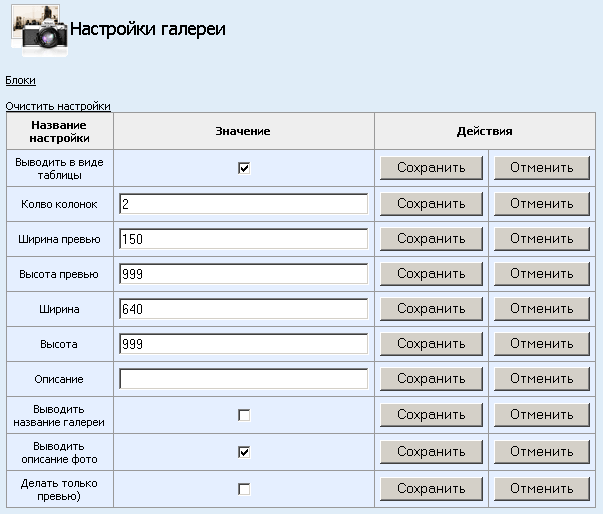 Настройки галереи
Блоки
Очистить настройки
Название настройки Значение Действия
Выводить в виде таблицы Сохранить Отменить
Колво колонок 2 Сохранить Отменить
Ширина превью 150 Сохранить Отменить
Высота превью 999 Сохранить Отменить
Ширина 640 Сохранить Отменить
Высота 999 Сохранить Отменить
Описание Сохранить Отменить
Выводить название галереи Сохранить Отменить
Выводить описание фото Сохранить Отменить
Делать только превью) Сохранить Отменить